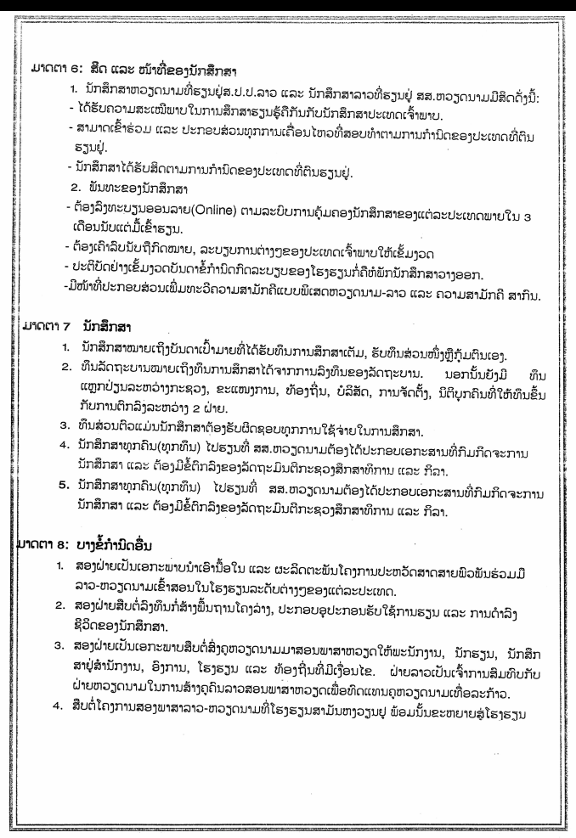 ມາດຕາ 6: ສິດ ແລະ ໜ້າທີ່ຂອງນັກສຶກສາ
1. ນັກສຶກສາຫວຽດນາມທີ່ຮຽນຢູ່ສ.ປ.ປ.ລາວ ແລະ ນັກສຶກສາລາວທີ່ຮຽນຢູ່ ສສ.ຫວຽດນາມມີສິດດັ່ງນີ້:
- ໄດ້ຮັບຄວາມສະເໝີພາບໃນການສຶກສາຮຽນຮູ້ຄືກັນກັບນັກສຶກສາປະເທດເຈົ້າພາບ.
- ສາມາດເຂົ້າຮ່ວມ ແລະ ປະກອບສ່ວນທຸກການເຄື່ອນໄຫວທີ່ສອບທຳຕາມການກຳນົດຂອງປະເທດທີ່ຕົນ
ຮຽນຢູ່.
- ນັກສຶກສາໄດ້ຮັບສິດຕາມການກຳນົດຂອງປະເທດທີ່ຕົນຮຽນຢູ່.
2. ພັນທະຂອງນັກສຶກສາ
- ຕ້ອງລົງທະບຽນອອນລາຍ(Online) ຕາມລະບົບການຄຸ້ມຄອງນັກສຶກສາຂອງແຕ່ລະປະເທດພາຍໃນ 3
ເດືອນນັບແຕ່ມື້ເຂົ້າຮຽນ.
- ຕ້ອງເຄົາລົບນັບຖືກົດໝາຍ, ລະບຽບການຕ່າງໆຂອງປະເທດເຈົ້າພາບໃຫ້ເຂັ້ມງວດ
- ປະຕິບັດຢ່າງເຂັ້ມງວດບັນດາຂໍ້ກຳນົດກົດລະບຽບຂອງໂຮງຮຽນກໍ່ຄືຫໍພັກນັກສຶກສາວາງອອກ.
-ມີໜ້າທີ່ປະກອບສ່ວນເພີ່ມທະວີຄວາມສາມັກຄີແບບພິເສດຫວຽດນາມ-ລາວ ແລະ ຄວາມສາມັກຄີ ສາກົນ.
ມາດຕາ 7 ນັກສຶກສາ
1. ນັກສຶກສາໝາຍເຖິງບັນດາເປົ້າມາຍທີ່ໄດ້ຮັບທຶນການສຶກສາເຕັມ, ຮັບທຶນສ່ວນໜຶ່ງຫຼືກຸ້ມຕົນເອງ.
2. ທຶນລັດຖະບານໝາຍເຖິງທຶນການສຶກສາໄດ້ຈາກການລົງທຶນຂອງລັດຖະບານ. ນອກນັ້ນຍັງມີ ທຶນ
ແຫຼກປ່ຽນລະຫວ່າງກະຊວງ, ຂະແໜງການ, ທ້ອງຖິ່ນ, ບໍລິສັດ, ການຈັດຕັ້ງ, ນິຕິບຸກຄົນທີ່ໃຫ້ທຶນຂຶ້ນ
ກັບການຕົກລົງລະຫວ່າງ 2 ຝ່າຍ.
3. ທຶນສ່ວນຕົວແມ່ນນັກສຶກສາຕ້ອງຮັບຜິດຊອບທຸກການໃຊ້ຈ່າຍໃນການສຶກສາ.
4. ນັກສຶກສາທຸກຄົນ(ທຸກທຶນ) ໄປຮຽນທີ່ ສສ.ຫວຽດນາມຕ້ອງໄດ້ປະກອບເອກະສານທີ່ກົມກິດຈະການ
ນັກສຶກສາ ແລະ ຕ້ອງມີຂໍ້ຕົກລົງຂອງລັດຖະມົນຕີກະຊວງສຶກສາທິການ ແລະ ກິລາ.
5. ນັກສຶກສາທຸກຄົນ(ທຸກທຶນ) ໄປຮຽນທີ່ ສສ.ຫວຽດນາມຕ້ອງໄດ້ປະກອບເອກະສານທີ່ກົມກິດຈະການ
ນັກສຶກສາ ແລະ ຕ້ອງມີຂໍ້ຕົກລົງຂອງລັດຖະມົນຕີກະຊວງສຶກສາທິການ ແລະ ກິລາ.
ມາດຕາ 8: ບາງຂໍ້ກຳນົດອື່ນ
1. ສອງຝ່າຍເປັນເອກະພາບນຳເອົາເນື້ອໃນ ແລະ ຜະລິດຕະພັນໂຄງການປະຫວັດສາດສາຍພົວພັນຮ່ວມມື
ລາວ-ຫວຽດນາມເຂົ້າສອນໃນໂຮງຮຽນລະດັບຕ່າງໆຂອງແຕ່ລະປະເທດ.
2. ສອງຝ່າຍສືບຕໍ່ລົງທຶນກໍ່ສ້າງພື້ນຖານໂຄງລ່າງ, ປະກອບອຸປະກອນຮັບໃຊ້ການຮຽນ ແລະ ການດຳລົງ
ຊີວິດຂອງນັກສຶກສາ.
3. ສອງຝ່າຍເປັນເອກະພາບສືບຕໍ່ສົ່ງຄູຫວຽດນາມມາສອນພາສາຫວຽດໃຫ້ພະນັກງານ, ນັກຮຽນ, ນັກສຶກ
ສາຢູ່ສຳນັກງານ, ອົງການ, ໂຮງຮຽນ ແລະ ທ້ອງຖິ່ນທີ່ມີເງື່ອນໄຂ. ຝ່າຍລາວເປັນເຈົ້າການສົມທົບກັບ
ຝ່າຍຫວຽດນາມໃນການສ້າງຄູຄົນລາວສອນພາສາຫວຽດເພື່ອທົດແທນຄູຫວຽດນາມເທື່ອລະກ້າວ.
4. ສືບຕໍ່ໂຄງການສອງພາສາລາວ-ຫວຽດນາມທີ່ໂຮງຮຽນສາມັນຫງວຽນຢຸ ພ້ອມນັ້ນຂະຫຍາຍສູ່ໂຮງຮຽນ